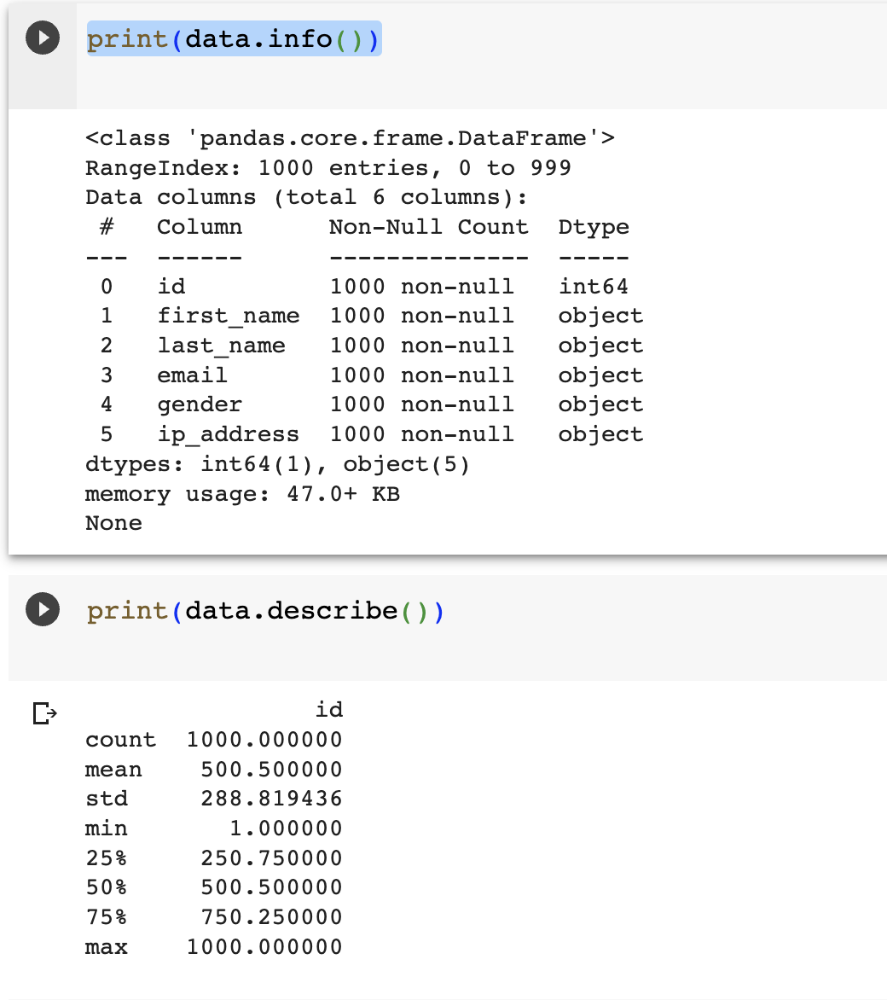 print(data.info())
<class 'pandas.core.frame.DataFrame'>
RangeIndex: 1000 entries, 0 to 999
Data columns (total 6 columns):
 #   Column      Non-Null Count  Dtype
---  ------      --------------  -----
 0   id          1000 non-null   int64
 1   first_name  1000 non-null   object
 2   last_name   1000 non-null   object
 3   email       1000 non-null   object
 4   gender      1000 non-null   object
 5   ip_address  1000 non-null   object
dtypes: int64(1), object(5)
memory usage: 47.0+ KB
None
print(data.describe())
                id
count  1000.000000
mean    500.500000
std     288.819436
min       1.000000
25%     250.750000
50%     500.500000
75%     750.250000
max    1000.000000